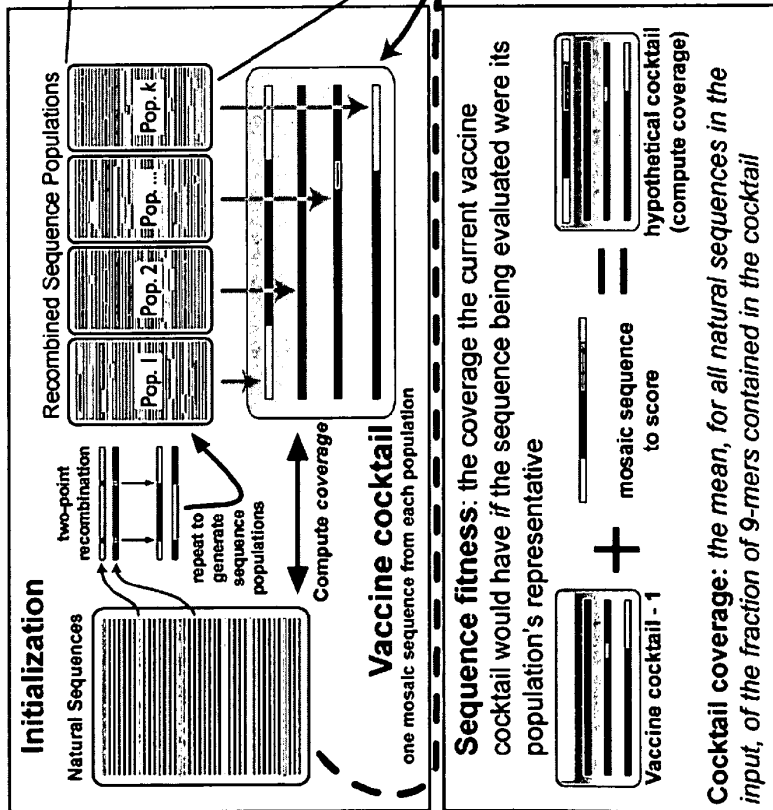 Initialization
Natural Sequences
two-point
recombination
repeat to
generate
sequence
populations
Recombined Sequence Populations
Pop. 1
Pop. 2
Pop. ...
Pop. k
Compute coverage
Vaccine cocktail
one mosaic sequence from each population
Sequence fitness: the coverage the current vaccine
cocktail would have if the sequence being evaluated were its
population's representative
Vaccine cocktail - 1
+
mosaic sequence
to score
=
hypothetical cocktail
(compute coverage)
Cocktail coverage: the mean, for all natural sequences in the
input, of the fraction of 9-mers contained in the cocktail